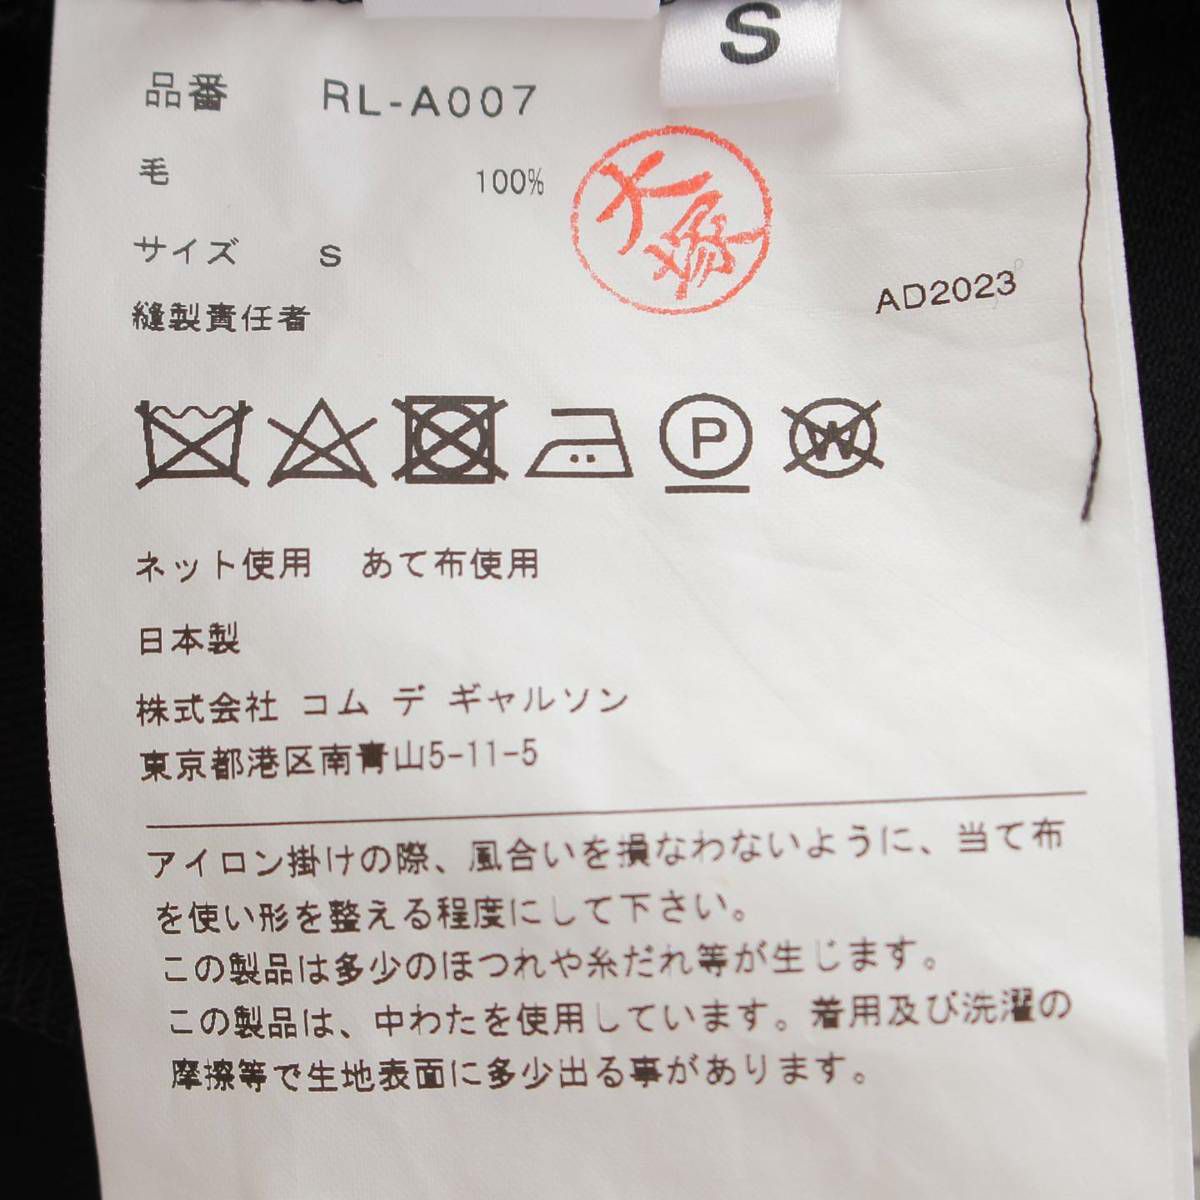 S
品番 RL-A007
毛 100%
大塚
サイズ S
AD2023
縫製責任者
P
W
ネット使用 あて布使用
日本製
株式会社 コム デ ギャルソン
東京都港区南青山5-11-5
アイロン掛けの際、風合いを損なわないように、当て布
を使い形を整える程度にして下さい。
この製品は多少のほつれや糸だれ等が生じます。
この製品は、中わたを使用しています。着用及び洗濯の
摩擦等で生地表面に多少出る事があります。